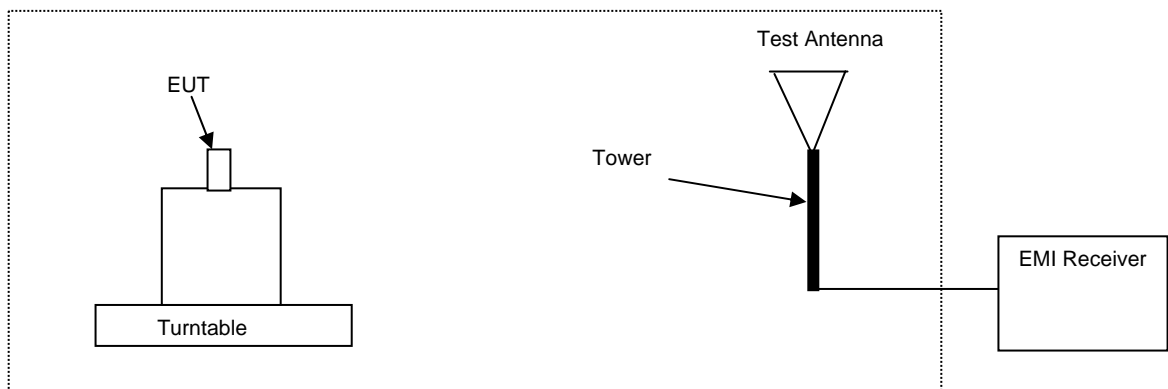 Test Antenna
EUT
Tower
EMI Receiver
Turntable